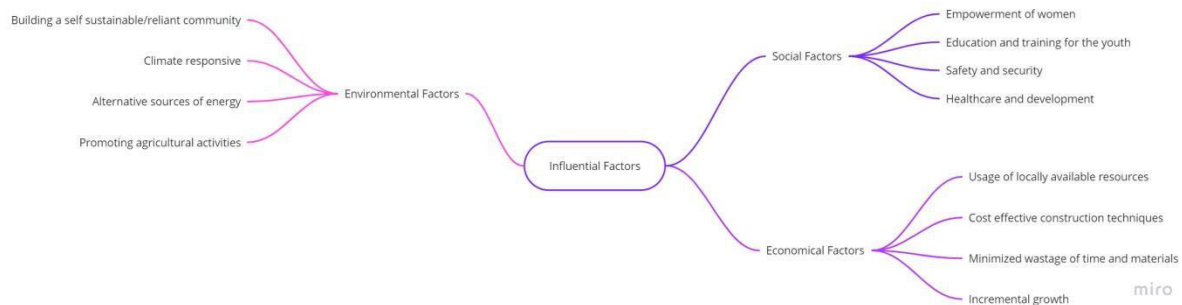 Building a self sustainable/reliant community
Climate responsive
Alternative sources of energy
Promoting agricultural activities
Environmental Factors
Influential Factors
Social Factors
Empowerment of women
Education and training for the youth
Safety and security
Healthcare and development
Economical Factors
Usage of locally available resources
Cost effective construction techniques
Minimized wastage of time and materials
Incremental growth
miro